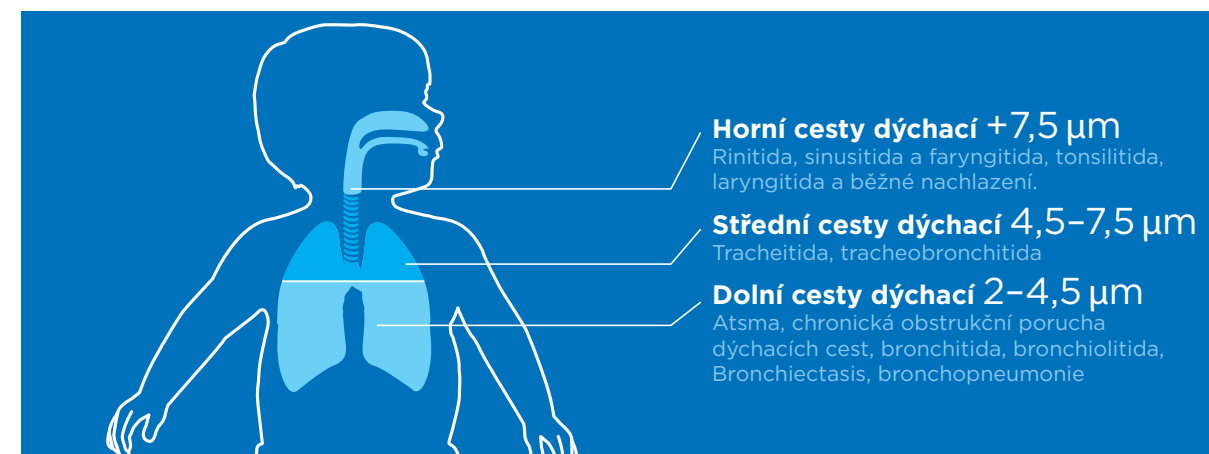 Horní cesty dýchací +7,5 µm
Rinitida, sinusitida a faryngitida, tonsilitida,
laryngitida a běžné nachlazení.
Střední cesty dýchací 4,5–7,5 µm
Tracheitida, tracheobronchitida
Dolní cesty dýchací 2–4,5 µm
Atsma, chronická obstrukční porucha
dýchacích cest, bronchitida, bronchiolitida,
Bronchiectasis, bronchopneumonie